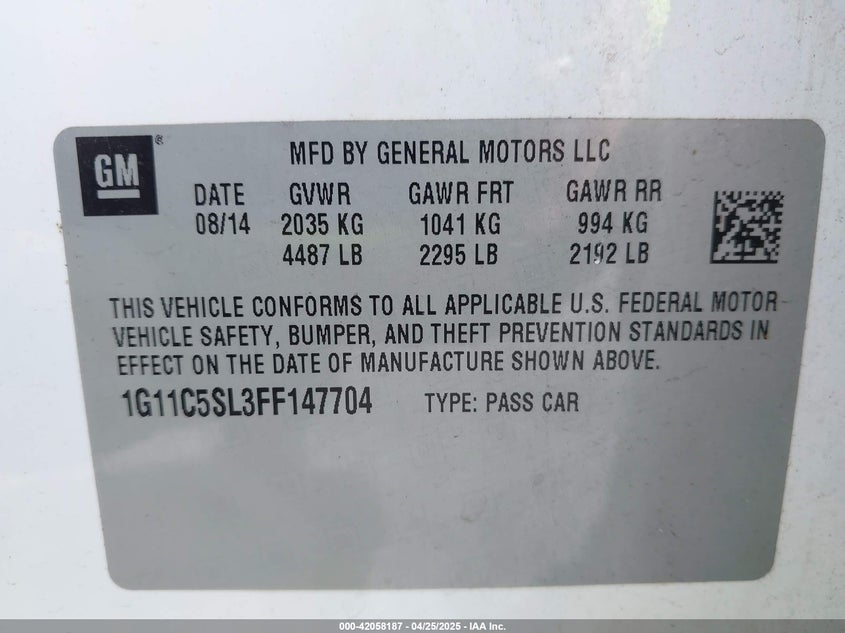 GM ®
MFD BY GENERAL MOTORS LLC
DATE GVWR GAWR FRT GAWR RR
08/14 2035 KG 1041 KG 994 KG
4487 LB 2295 LB 2192 LB
THIS VEHICLE CONFORMS TO ALL APPLICABLE U.S. FEDERAL MOTOR
VEHICLE SAFETY, BUMPER, AND THEFT PREVENTION STANDARDS IN
EFFECT ON THE DATE OF MANUFACTURE SHOWN ABOVE.
1G11C5SL3FF147704 TYPE: PASS CAR
000-42058187 - 04/25/2025 - IAA Inc.